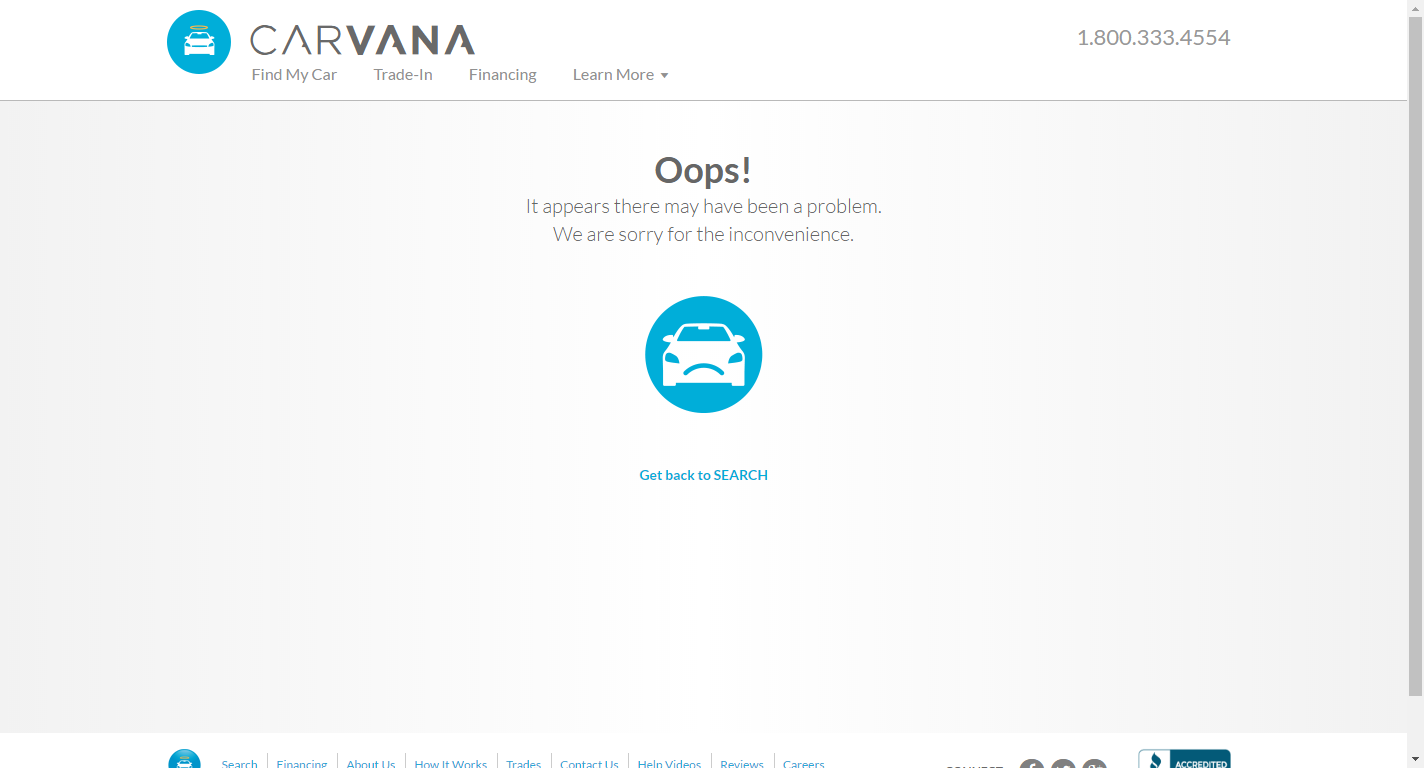 CARVANA
1.800.333.4554
Find My Car Trade-In Financing Learn More
Oops!
It appears there may have been a problem.
We are sorry for the inconvenience.
Get back to SEARCH
Search Financing About Us How It Works Trades Contact Us Help Videos Reviews Careers
CONNECT
ACCREDITED